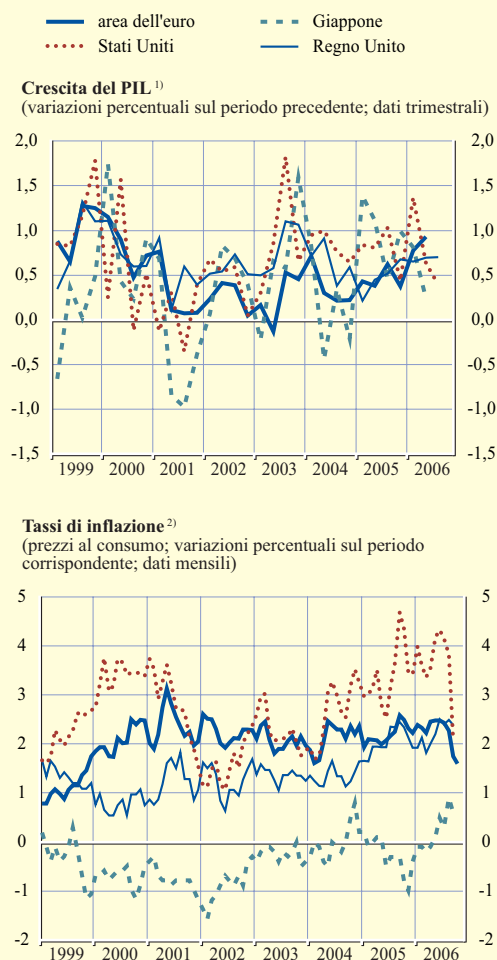 area dell'euro Giappone
Stati Uniti Regno Unito
Crescita del PIL 1)
(variazioni percentuali sul periodo precedente; dati trimestrali)
2,0 2,0
1,5 1,5
1,0 1,0
0,5 0,5
0,0 0,0
-0,5 -0,5
-1,0 -1,0
-1,5 -1,5
1999 2000 2001 2002 2003 2004 2005 2006
Tassi di inflazione 2)
(prezzi al consumo; variazioni percentuali sul periodo
corrispondente; dati mensili)
5 5
4 4
3 3
2 2
1 1
0 0
-1 -1
-2 -2
1999 2000 2001 2002 2003 2004 2005 2006